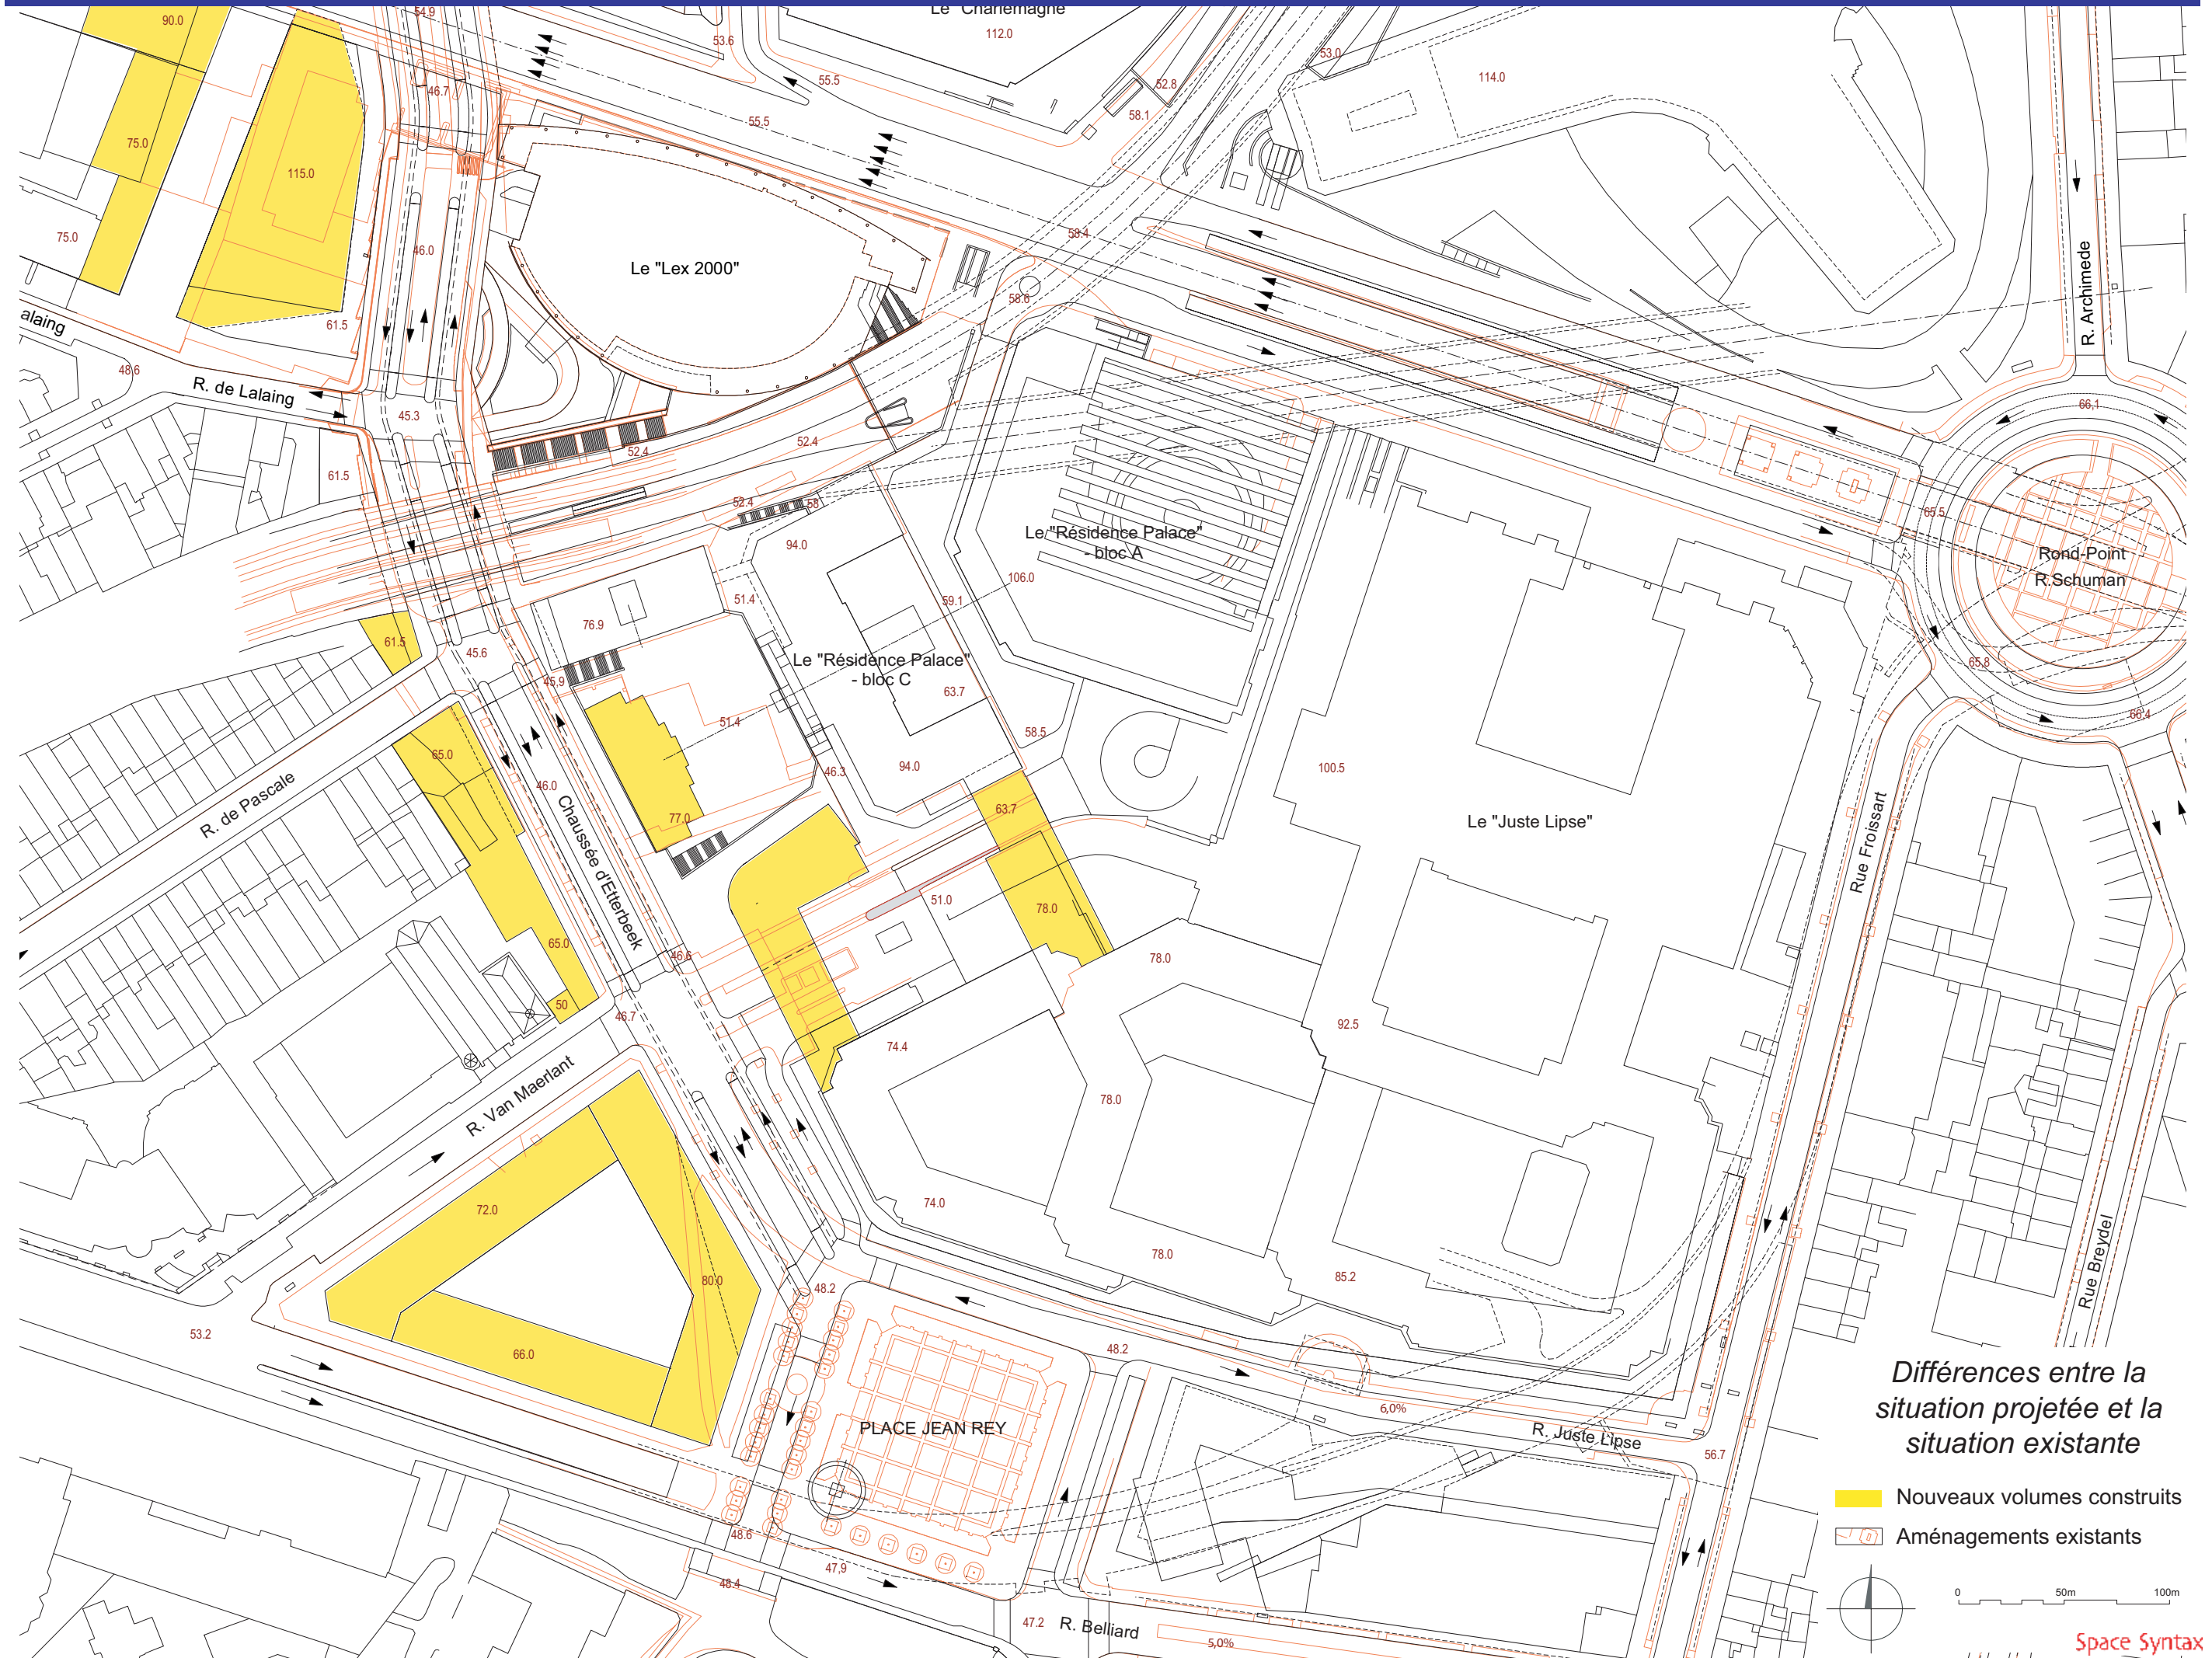 54.9
Le "Charlemagne"
90.0
53.6
112.0
53.0
114.0
55.5
52.8
46.7
58.1
55.5
75.0
115.0
75.0
46.0
58.4
Le "Lex 2000"
58.6
R. Archimede
61.5
alaing
48.6
R. de Lalaing
45.3
66,1
52.4
52.4
61.5
52.4
58
65.5
Le "Résidence Palace"
- bloc A
94.0
Rond-Point
R.Schuman
106.0
51.4
59.1
76.9
61.5
45.6
Le "Résidence Palace"
- bloc C
65.8
45,9
63.7
51.4
66.4
58.5
65.0
94.0
46.3
100.5
46.0
R. de Pascale
Chaussée d'Etterbeek
77.0
63.7
Le "Juste Lipse"
Rue Froissart
51.0
78.0
65.0
46.6
78.0
50
46.7
92.5
74.4
R. Van Maerlant
78.0
72.0
74.0
78.0
80.0
85.2
48.2
Rue Breydel
53.2
66.0
48.2
6,0%
PLACE JEAN REY
R. Juste Lipse
56.7
Différences entre la
situation projetée et la
situation existante
Nouveaux volumes construits
48.6
Aménagements existants
47,9
48.4
0 50m 100m
47.2
R. Belliard
5,0%
Space Syntax